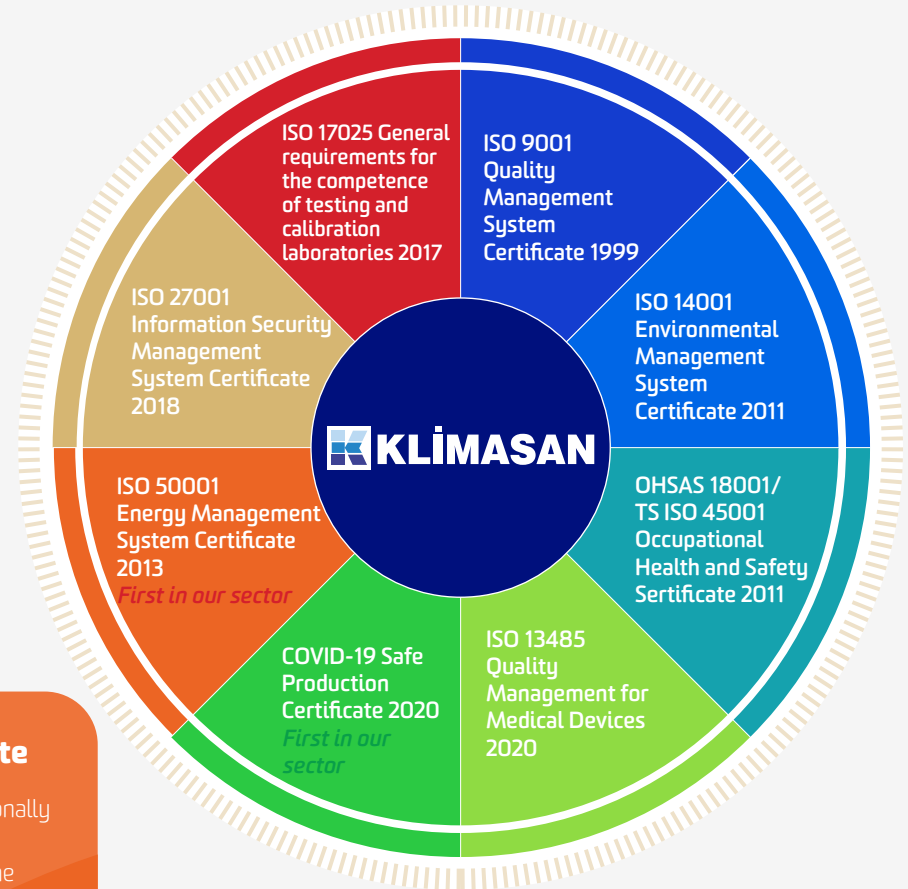 ISO 17025 General
requirements for
the competence
of testing and
calibration
laboratories 2017
ISO 9001
Quality
Management
System
Certificate 1999
ISO 14001
Environmental
Management
System
Certificate 2011
OHSAS 18001/
TS ISO 45001
Occupational
Health and Safety
Sertificate 2011
ISO 13485
Quality
Management for
Medical Devices
2020
COVID-19 Safe
Production
Certificate 2020
First in our
sector
ISO 50001
Energy Management
System Certificate
2013
First in our sector
ISO 27001
Information Security
Management
System Certificate
2018
KLİMASAN